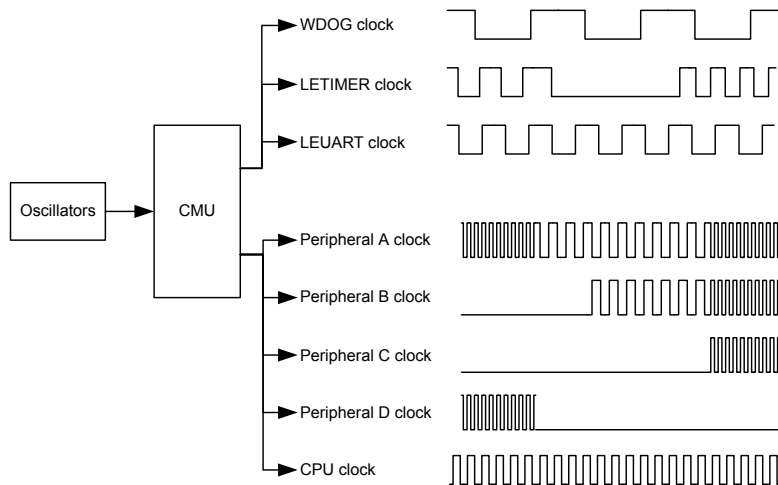 WDOG clock
LETIMER clock
LEUART clock
Oscillators
CMU
Peripheral A clock
Peripheral B clock
Peripheral C clock
Peripheral D clock
CPU clock